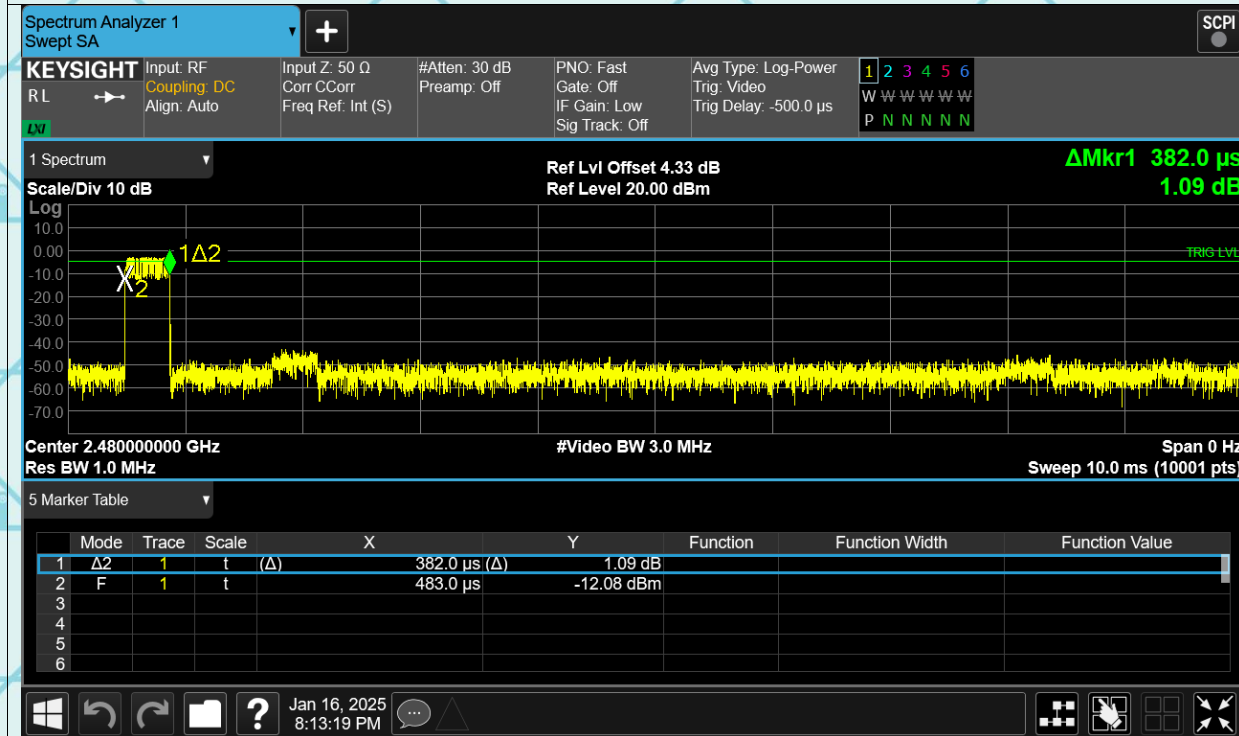 Spectrum Analyzer 1
Swept SA
+
SCPI
KEYSIGHT
RL
LXI
Input: RF
Coupling: DC
Align: Auto
Input Z: 50 Ω
Corr CCorr
Freq Ref: Int (S)
#Atten: 30 dB
Preamp: Off
PNO: Fast
Gate: Off
IF Gain: Low
Sig Track: Off
Avg Type: Log-Power
Trig: Video
Trig Delay: -500.0 µs
1 2 3 4 5 6
W W W W W W
P N N N N N
1 Spectrum
Scale/Div 10 dB
Ref Lvl Offset 4.33 dB
Ref Level 20.00 dBm
ΔMkr1 382.0 µs
1.09 dB
Log
10.0
0.00
-10.0
-20.0
-30.0
-40.0
-50.0
-60.0
-70.0
1Δ2
X2
TRIG LVL
Center 2.480000000 GHz
#Video BW 3.0 MHz
Span 0 Hz
Res BW 1.0 MHz
Sweep 10.0 ms (10001 pts)
5 Marker Table
Mode Trace Scale X Y Function Function Width Function Value
1 Δ2 1 t (Δ) 382.0 µs (Δ) 1.09 dB
2 F 1 t 483.0 µs -12.08 dBm
3
4
5
6
?
Jan 16, 2025
8:13:19 PM